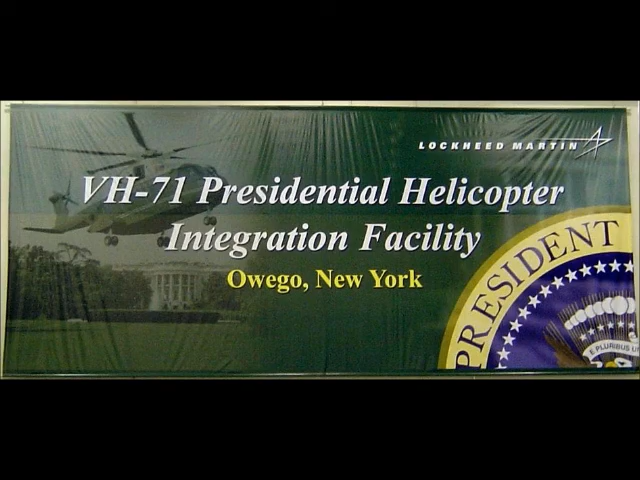 LOCKHEED MARTIN
VH-71 Presidential Helicopter
Integration Facility
Owego, New York
PRESIDENT
E PLURIBUS